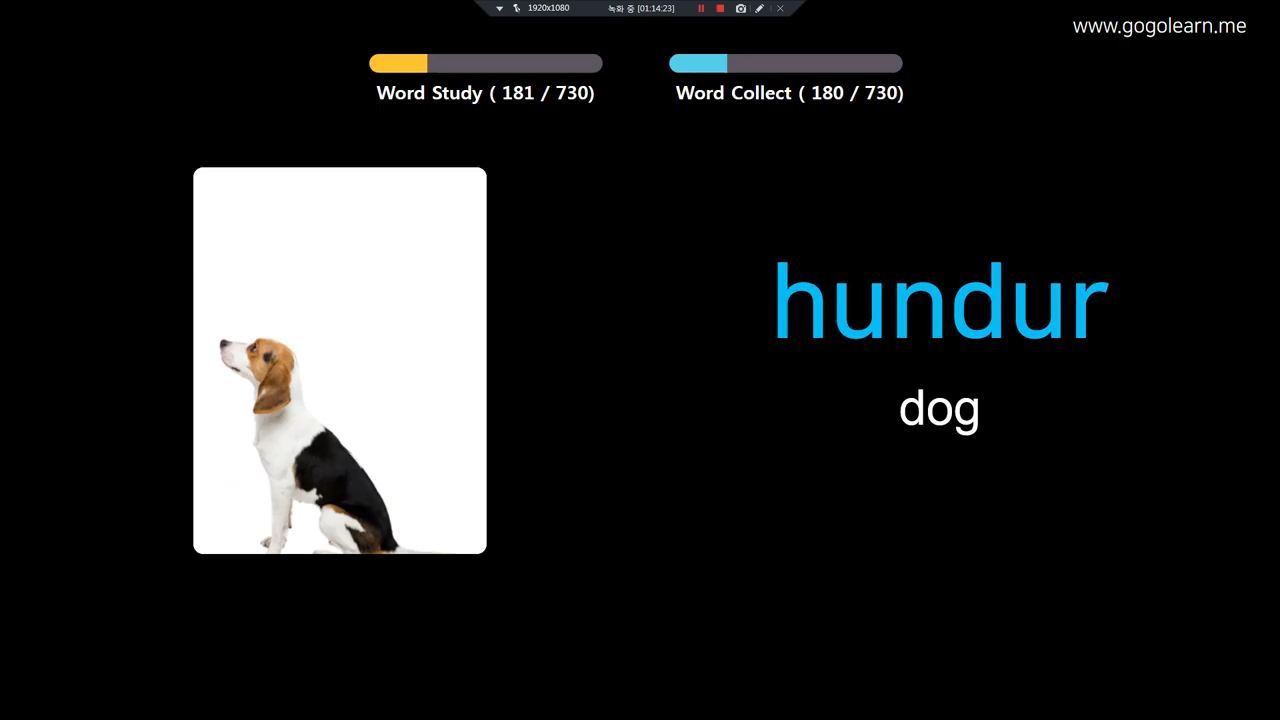 1920x1080 녹화 중 [01:14:23]
www.gogolearn.me
Word Study ( 181 / 730) Word Collect ( 180 / 730)
hundur
dog